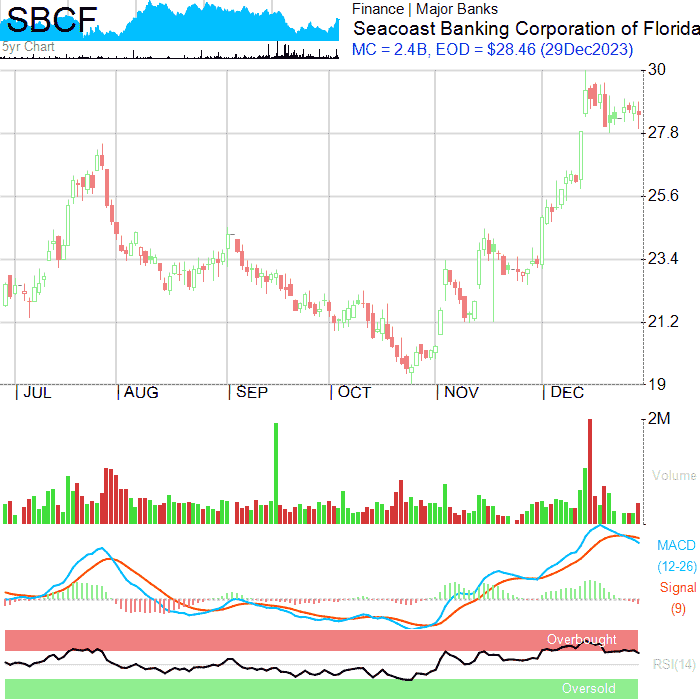 SBCF
5yr Chart
Finance | Major Banks
Seacoast Banking Corporation of Florida
MC = 2.4B, EOD = $28.46 (29Dec2023)
30
27.8
25.6
23.4
21.2
19
JUL AUG SEP OCT NOV DEC
2M
Volume
MACD
(12-26)
Signal
(9)
Overbought
RSI(14)
Oversold